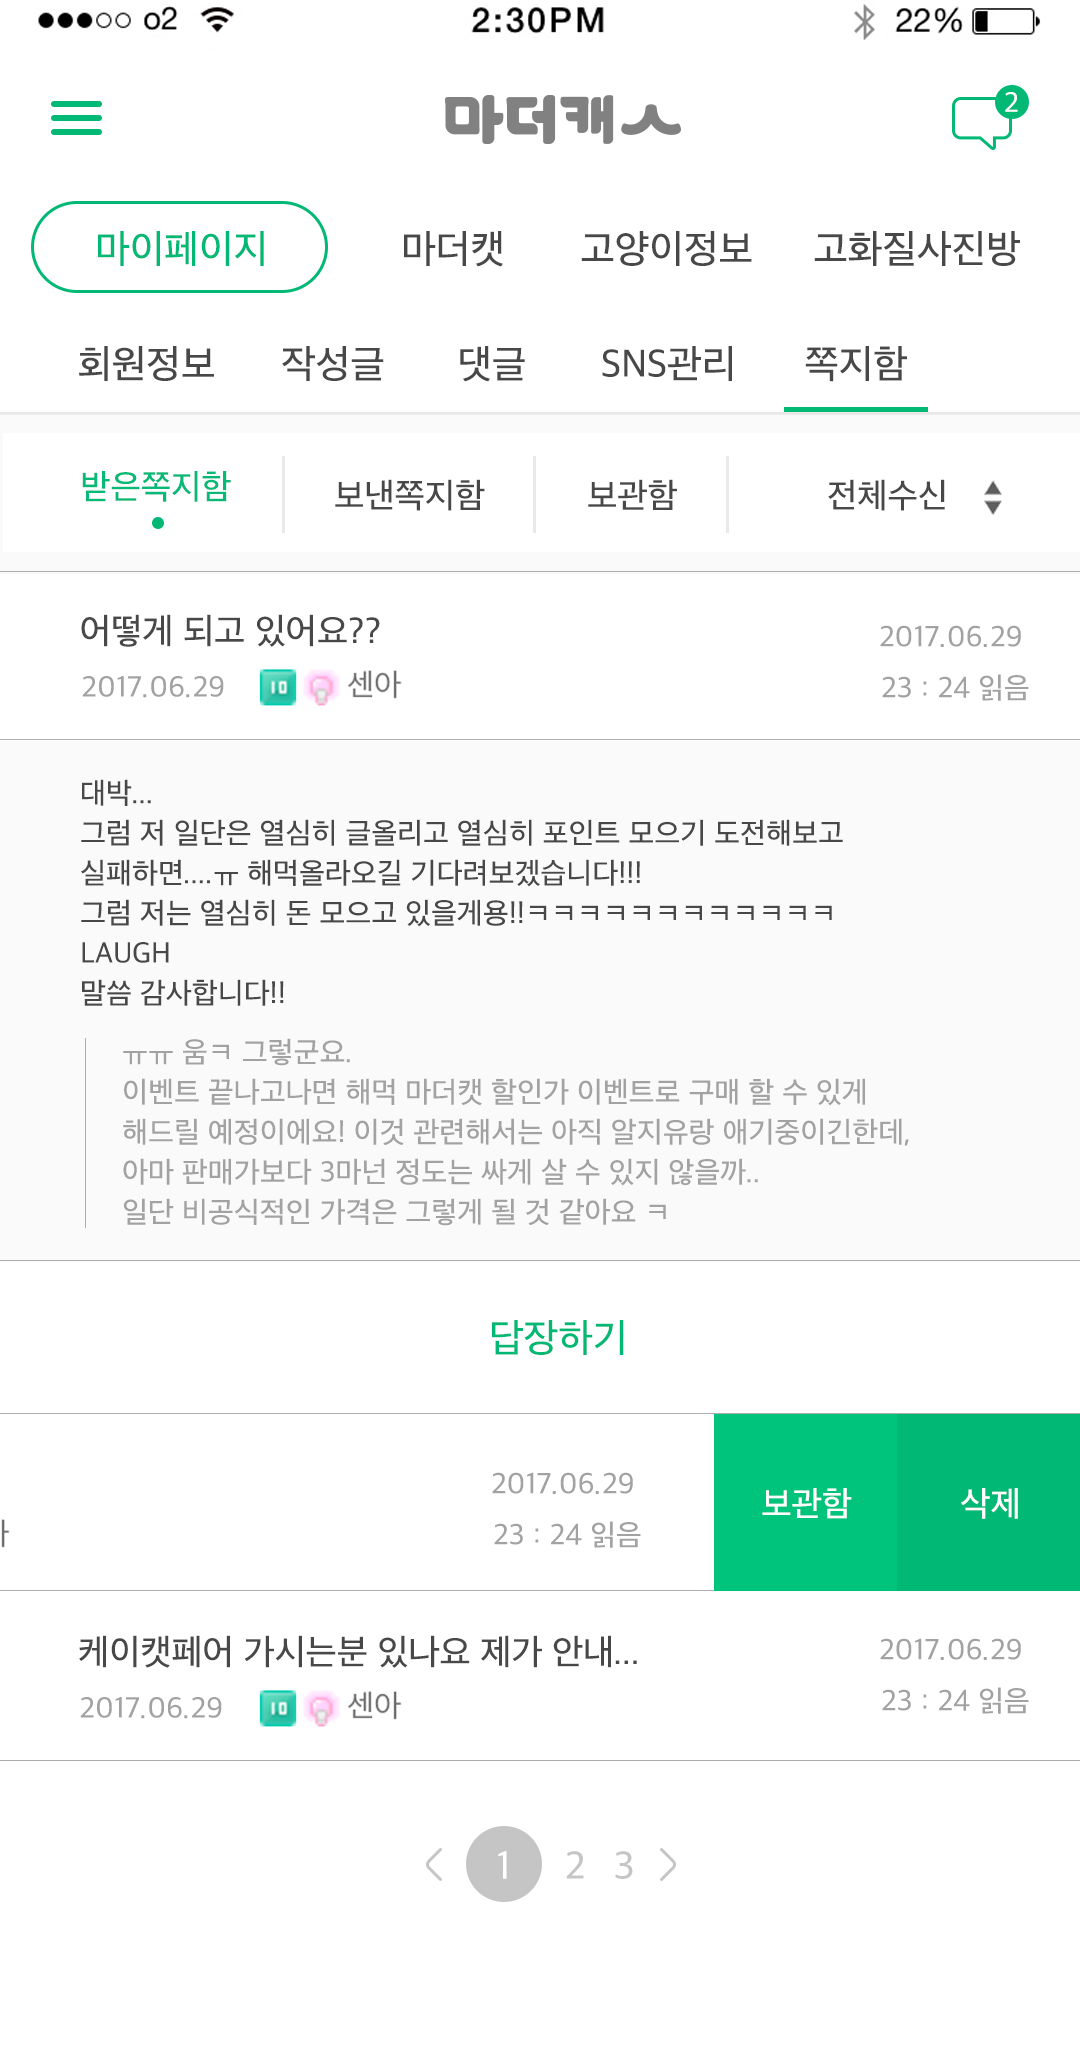 o2 2:30PM 22%
마더캐ㅅ 2
마이페이지 마더캣 고양이정보 고화질사진방
회원정보 작성글 댓글 SNS관리 쪽지함
받은쪽지함 보낸쪽지함 보관함 전체수신
어떻게 되고 있어요??
2017.06.29
2017.06.29 10 센아
23 : 24 읽음
대박...
그럼 저 일단은 열심히 글올리고 열심히 포인트 모으기 도전해보고
실패하면....ㅠ 해먹올라오길 기다려보겠습니다!!!
그럼 저는 열심히 돈 모으고 있을게용!!ㅋㅋㅋㅋㅋㅋㅋㅋㅋㅋㅋㅋ
LAUGH
말씀 감사합니다!!
ㅠㅠ 움ㅋ 그렇군요.
이벤트 끝나고나면 해먹 마더캣 할인가 이벤트로 구매 할 수 있게
해드릴 예정이에요! 이것 관련해서는 아직 알지유랑 얘기중이긴한데,
아마 판매가보다 3마넌 정도는 싸게 살 수 있지 않을까..
일단 비공식적인 가격은 그렇게 될 것 같아요 ㅋ
답장하기
2017.06.29
23 : 24 읽음
보관함 삭제
케이캣페어 가시는분 있나요 제가 안내...
2017.06.29
2017.06.29 10 센아
23 : 24 읽음
1 2 3